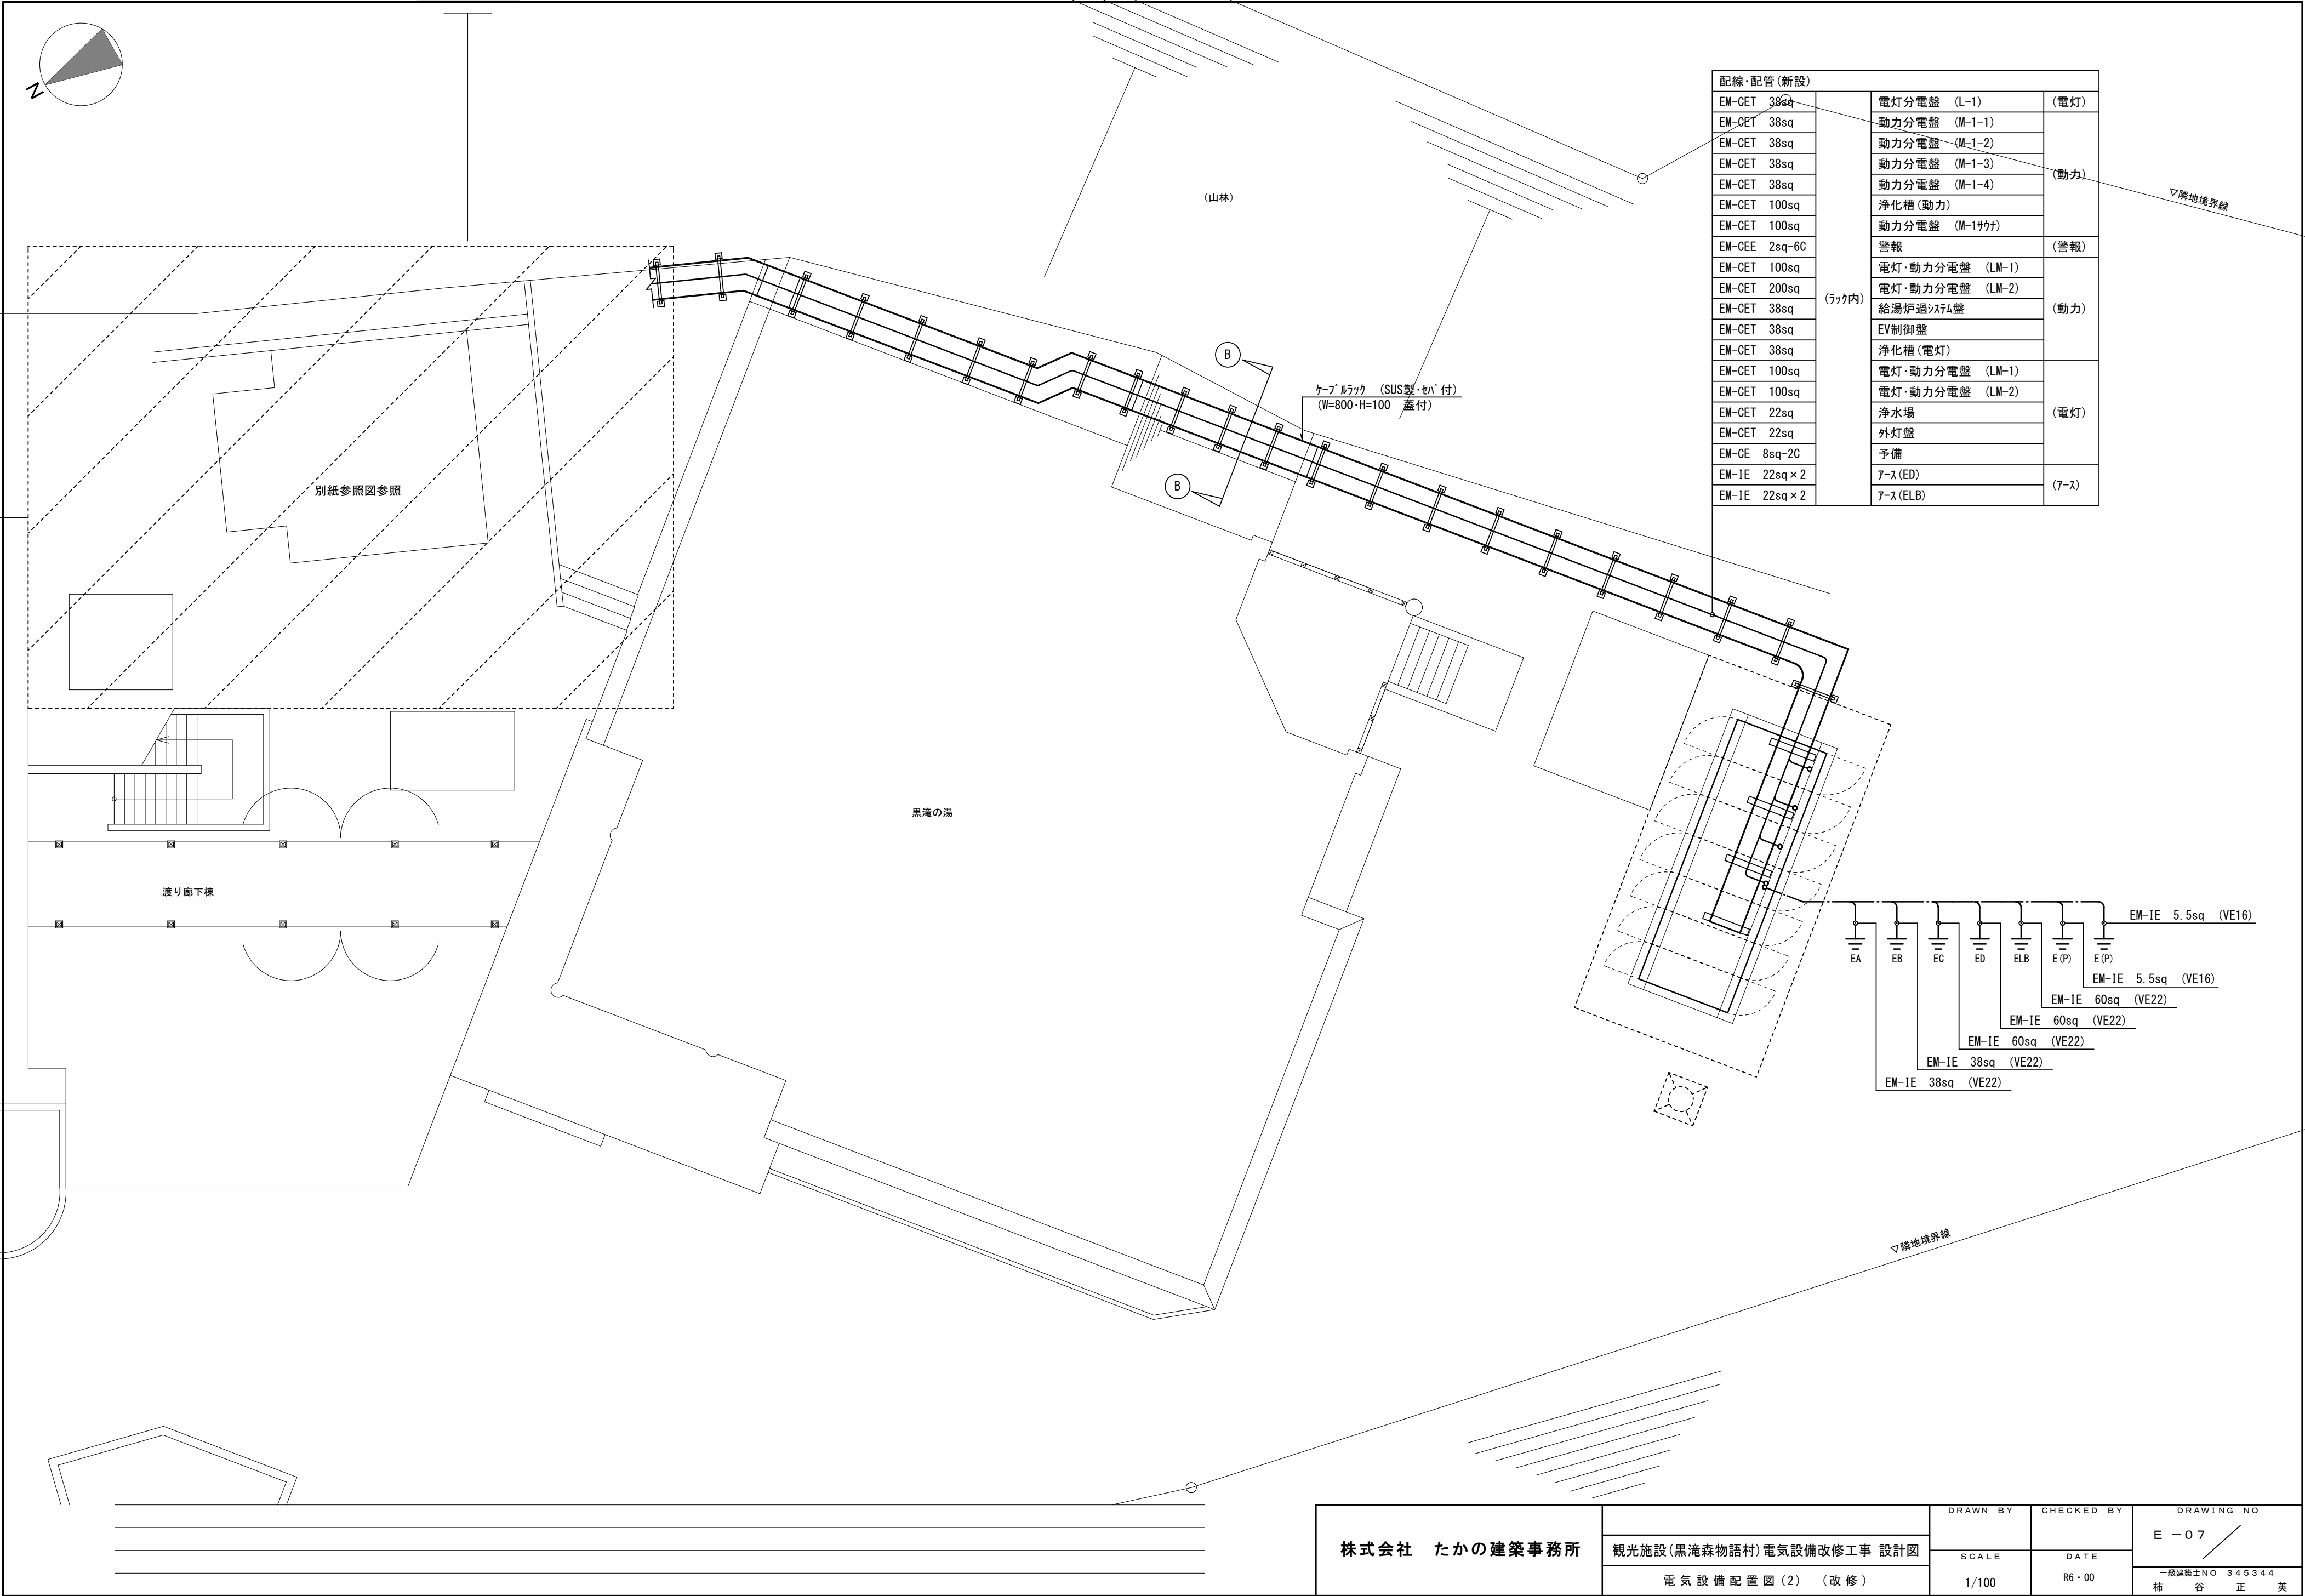 N
配線・配管(新設)
EM-CET 38sq 電灯分電盤 (L-1) (電灯)
EM-CET 38sq 動力分電盤 (M-1-1)
EM-CET 38sq 動力分電盤 (M-1-2)
EM-CET 38sq 動力分電盤 (M-1-3)
(動力)
EM-CET 38sq 動力分電盤 (M-1-4)
EM-CET 100sq 浄化槽(動力)
EM-CET 100sq 動力分電盤 (M-1ｻｳﾅ)
EM-CEE 2sq-6C 警報 (警報)
EM-CET 100sq 電灯・動力分電盤 (LM-1)
EM-CET 200sq 電灯・動力分電盤 (LM-2)
(ﾗｯｸ内)
EM-CET 38sq 給湯炉過ｼｽﾃﾑ盤 (動力)
EM-CET 38sq EV制御盤
EM-CET 38sq 浄化槽(電灯)
EM-CET 100sq 電灯・動力分電盤 (LM-1)
EM-CET 100sq 電灯・動力分電盤 (LM-2)
EM-CET 22sq 浄水場 (電灯)
EM-CET 22sq 外灯盤
EM-CE 8sq-2C 予備
EM-IE 22sq×2 ｱｰｽ(ED)
(ｱｰｽ)
EM-IE 22sq×2 ｱｰｽ(ELB)
▽隣地境界線
(山林)
B
B
ｹｰﾌﾞﾙﾗｯｸ (SUS製・ｾﾊﾟ付)
(W=800・H=100 蓋付)
別紙参照図参照
黒滝の湯
渡り廊下棟
EA EB EC ED ELB E(P) E(P)
EM-IE 5.5sq (VE16)
EM-IE 5.5sq (VE16)
EM-IE 60sq (VE22)
EM-IE 60sq (VE22)
EM-IE 60sq (VE22)
EM-IE 38sq (VE22)
EM-IE 38sq (VE22)
▽隣地境界線
株式会社 たかの建築事務所
観光施設(黒滝森物語村)電気設備改修工事 設計図
電気設備配置図(2) (改修)
DRAWN BY
CHECKED BY
DRAWING NO
E－07
SCALE
1/100
DATE
R6・00
一級建築士NO 345344
柿 谷 正 英